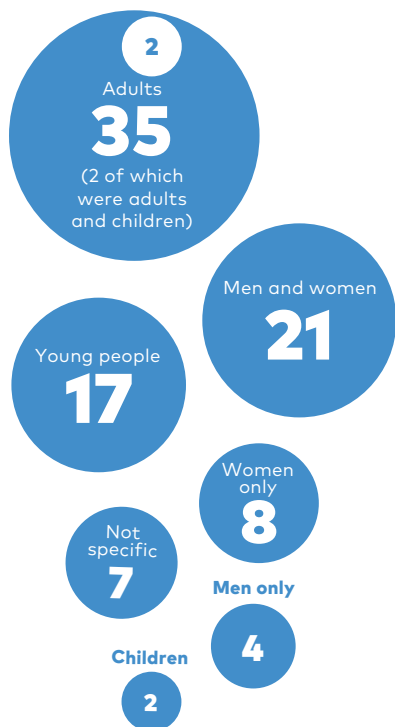 2
Adults
35
(2 of which
were adults
and children)
Men and women
21
Young people
17
Women
only
8
Not
specific
7
Men only
4
Children
2